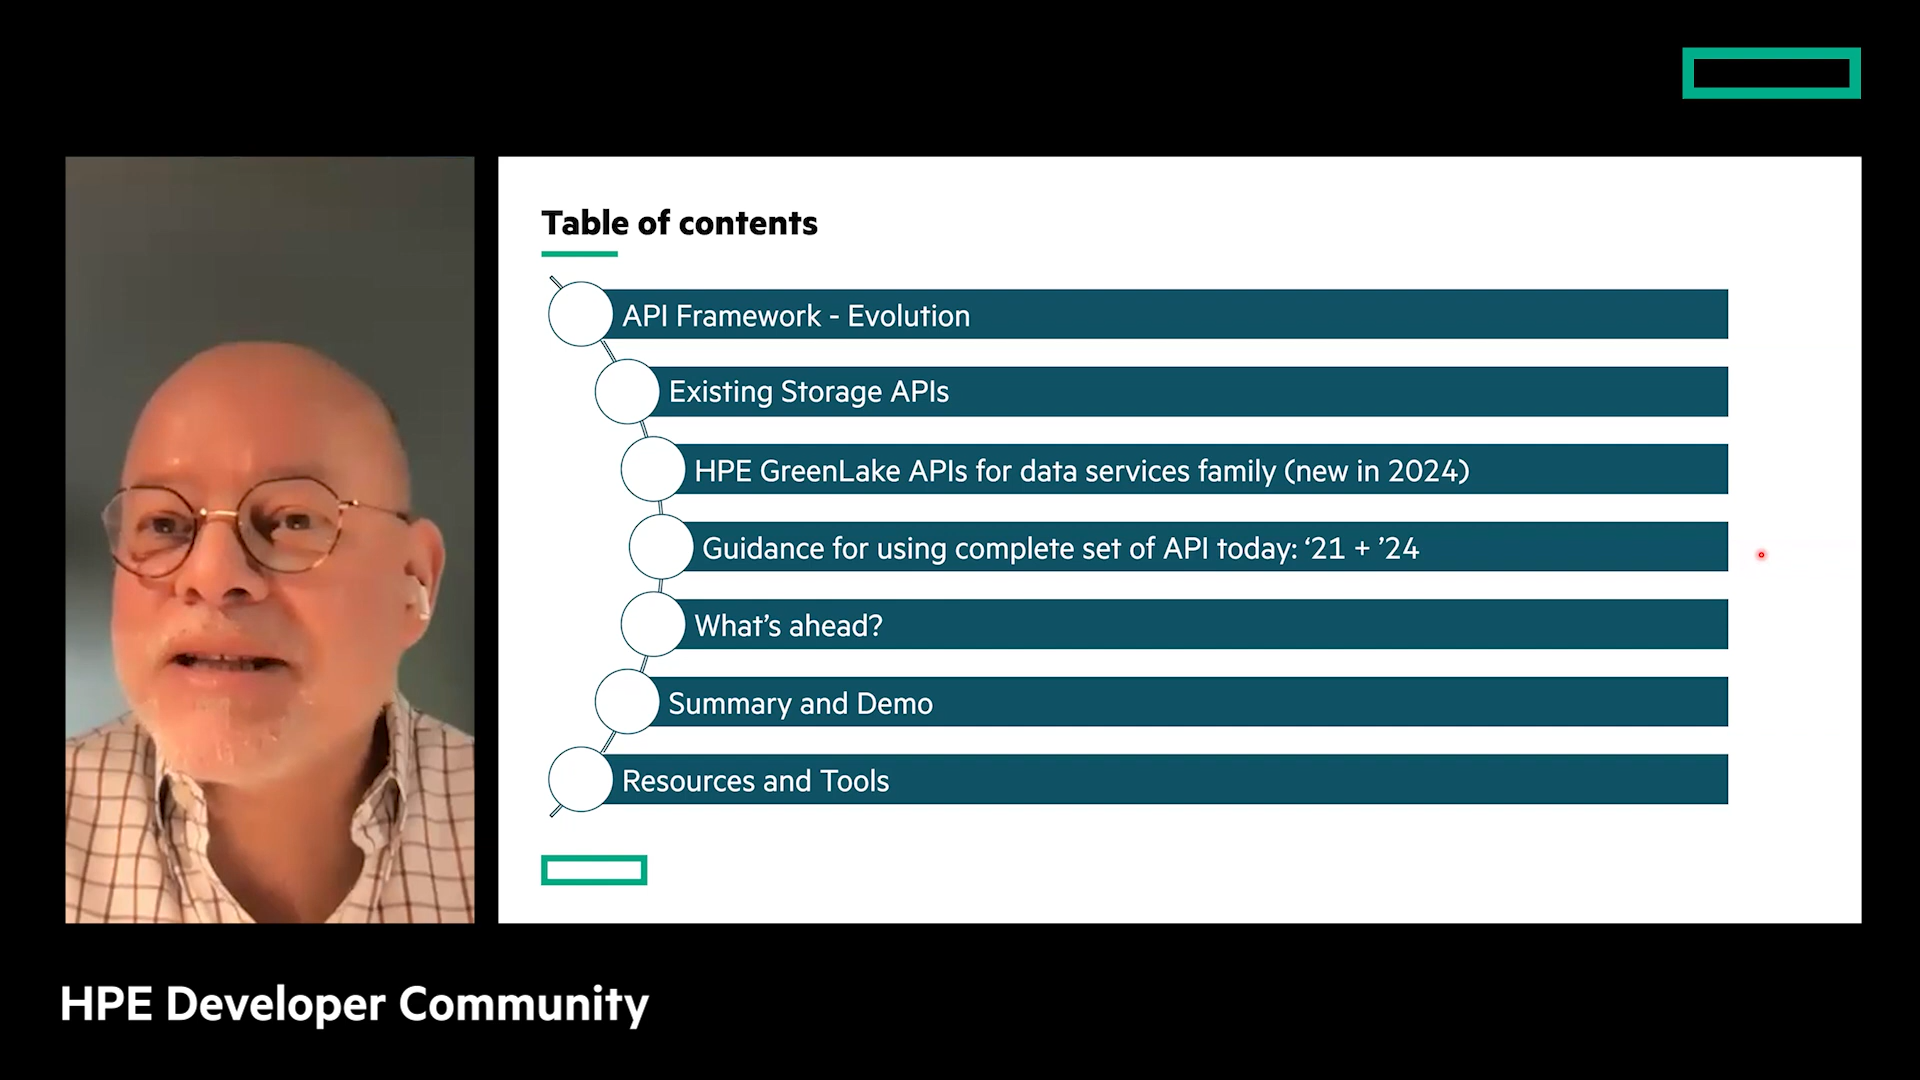 Table of contents
API Framework - Evolution
Existing Storage APIs
HPE GreenLake APIs for data services family (new in 2024)
Guidance for using complete set of API today: ‘21 + ’24
What’s ahead?
Summary and Demo
Resources and Tools
HPE Developer Community